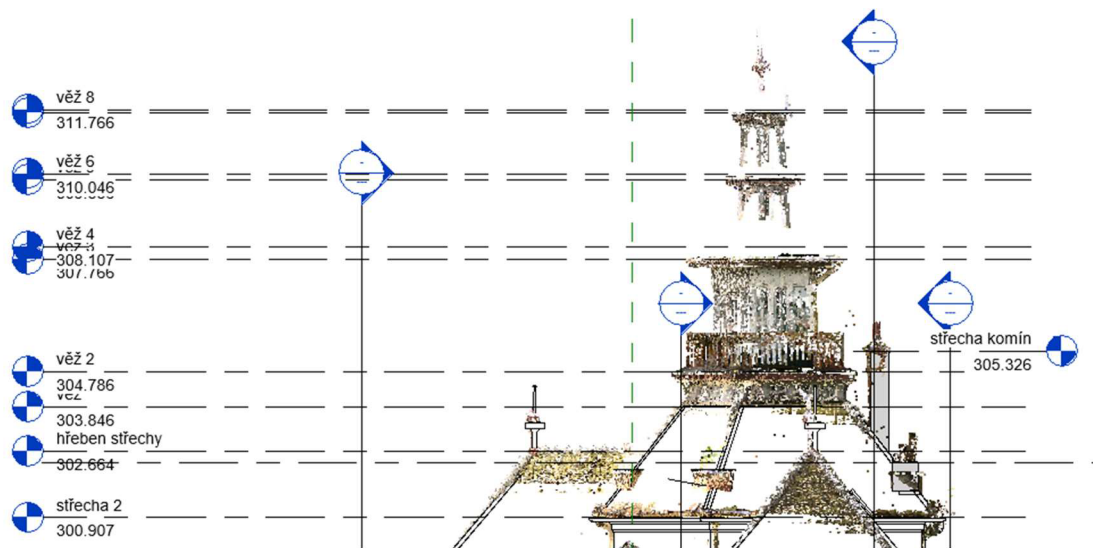 věž 8
311.766
věž 6
310.046
věž 4
308.107
307.766
střecha komín
305.326
věž 2
304.786
věž
303.846
hřeben střechy
302.664
střecha 2
300.907